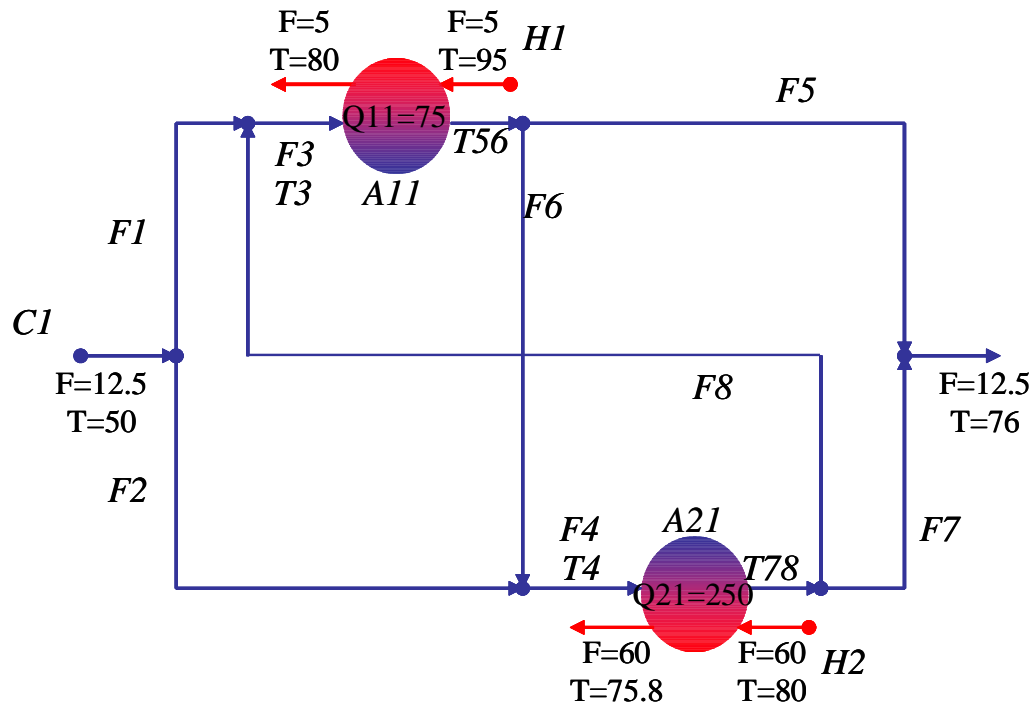 F=5
T=80
F=5
T=95
H1
F5
Q11=75
T56
F3
T3
A11
F6
F1
C1
F=12.5
T=50
F8
F=12.5
T=76
F2
A21
F4
T4
T78
F7
Q21=250
F=60
T=75.8
F=60
T=80
H2